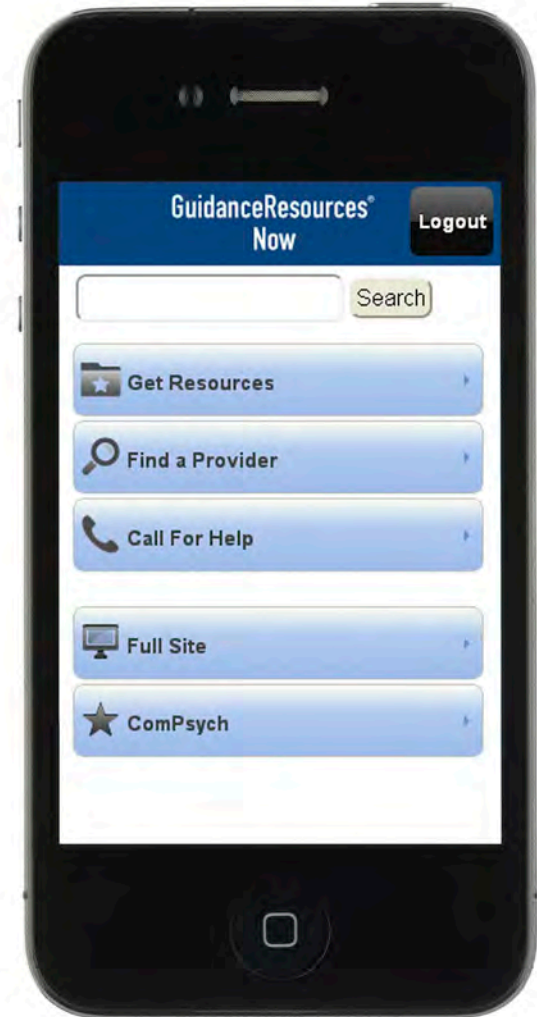 GuidanceResources®
Now
Logout
Search
Get Resources
Find a Provider
Call For Help
Full Site
ComPsych